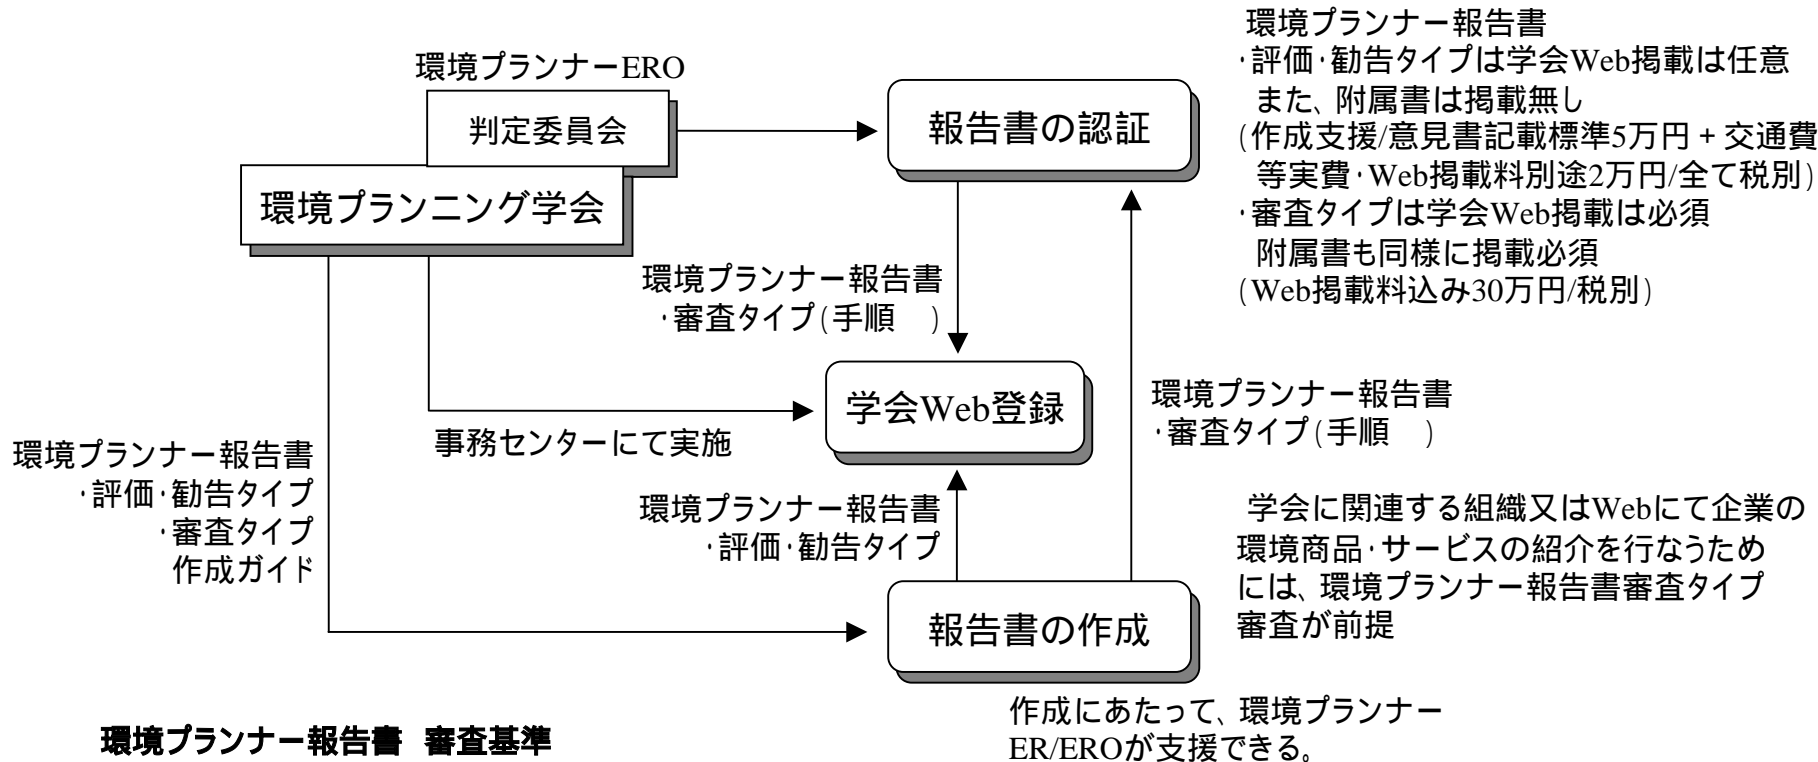 環境プランナーERO
判定委員会
環境プランニング学会
報告書の認証
環境プランナー報告書
･評価･勧告タイプは学会Web掲載は任意
また、附属書は掲載無し
(作成支援/意見書記載標準5万円+交通費
等実費･Web掲載料別途2万円/全て税別)
･審査タイプは学会Web掲載は必須
附属書も同様に掲載必須
(Web掲載料込み30万円/税別)
環境プランナー報告書
･審査タイプ(手順　)
学会Web登録
事務センターにて実施
環境プランナー報告書
･審査タイプ(手順　)
環境プランナー報告書
･評価･勧告タイプ
･審査タイプ
作成ガイド
環境プランナー報告書
･評価･勧告タイプ
学会に関連する組織又はWebにて企業の
環境商品･サービスの紹介を行なうため
には、環境プランナー報告書審査タイプ
審査が前提
報告書の作成
作成にあたって、環境プランナー
ER/EROが支援できる。
環境プランナー報告書　審査基準